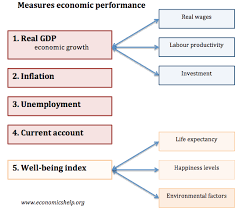 Measures economic performance
1. Real GDP
economic growth
2. Inflation
3. Unemployment
4. Current account
5. Well-being index
Real wages
Labour productivity
Investment
Life expectancy
Happiness levels
Environmental factors
www.economicshelp.org